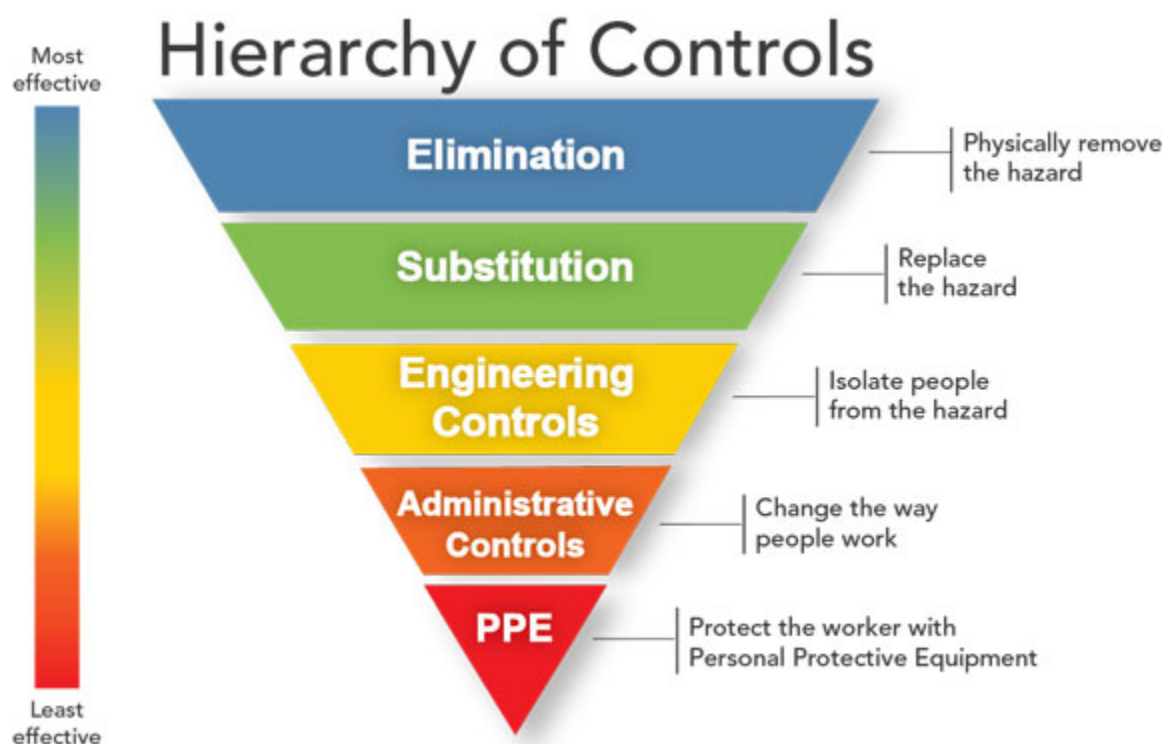 Hierarchy of Controls
Most
effective
Elimination
Physically remove
the hazard
Substitution
Replace
the hazard
Engineering
Controls
Isolate people
from the hazard
Administrative
Controls
Change the way
people work
PPE
Protect the worker with
Personal Protective Equipment
Least
effective